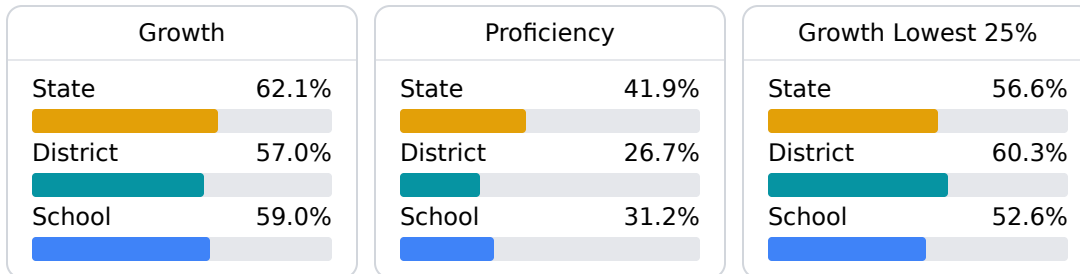 Growth
State 62.1%
District 57.0%
School 59.0%
Proficiency
State 41.9%
District 26.7%
School 31.2%
Growth Lowest 25%
State 56.6%
District 60.3%
School 52.6%